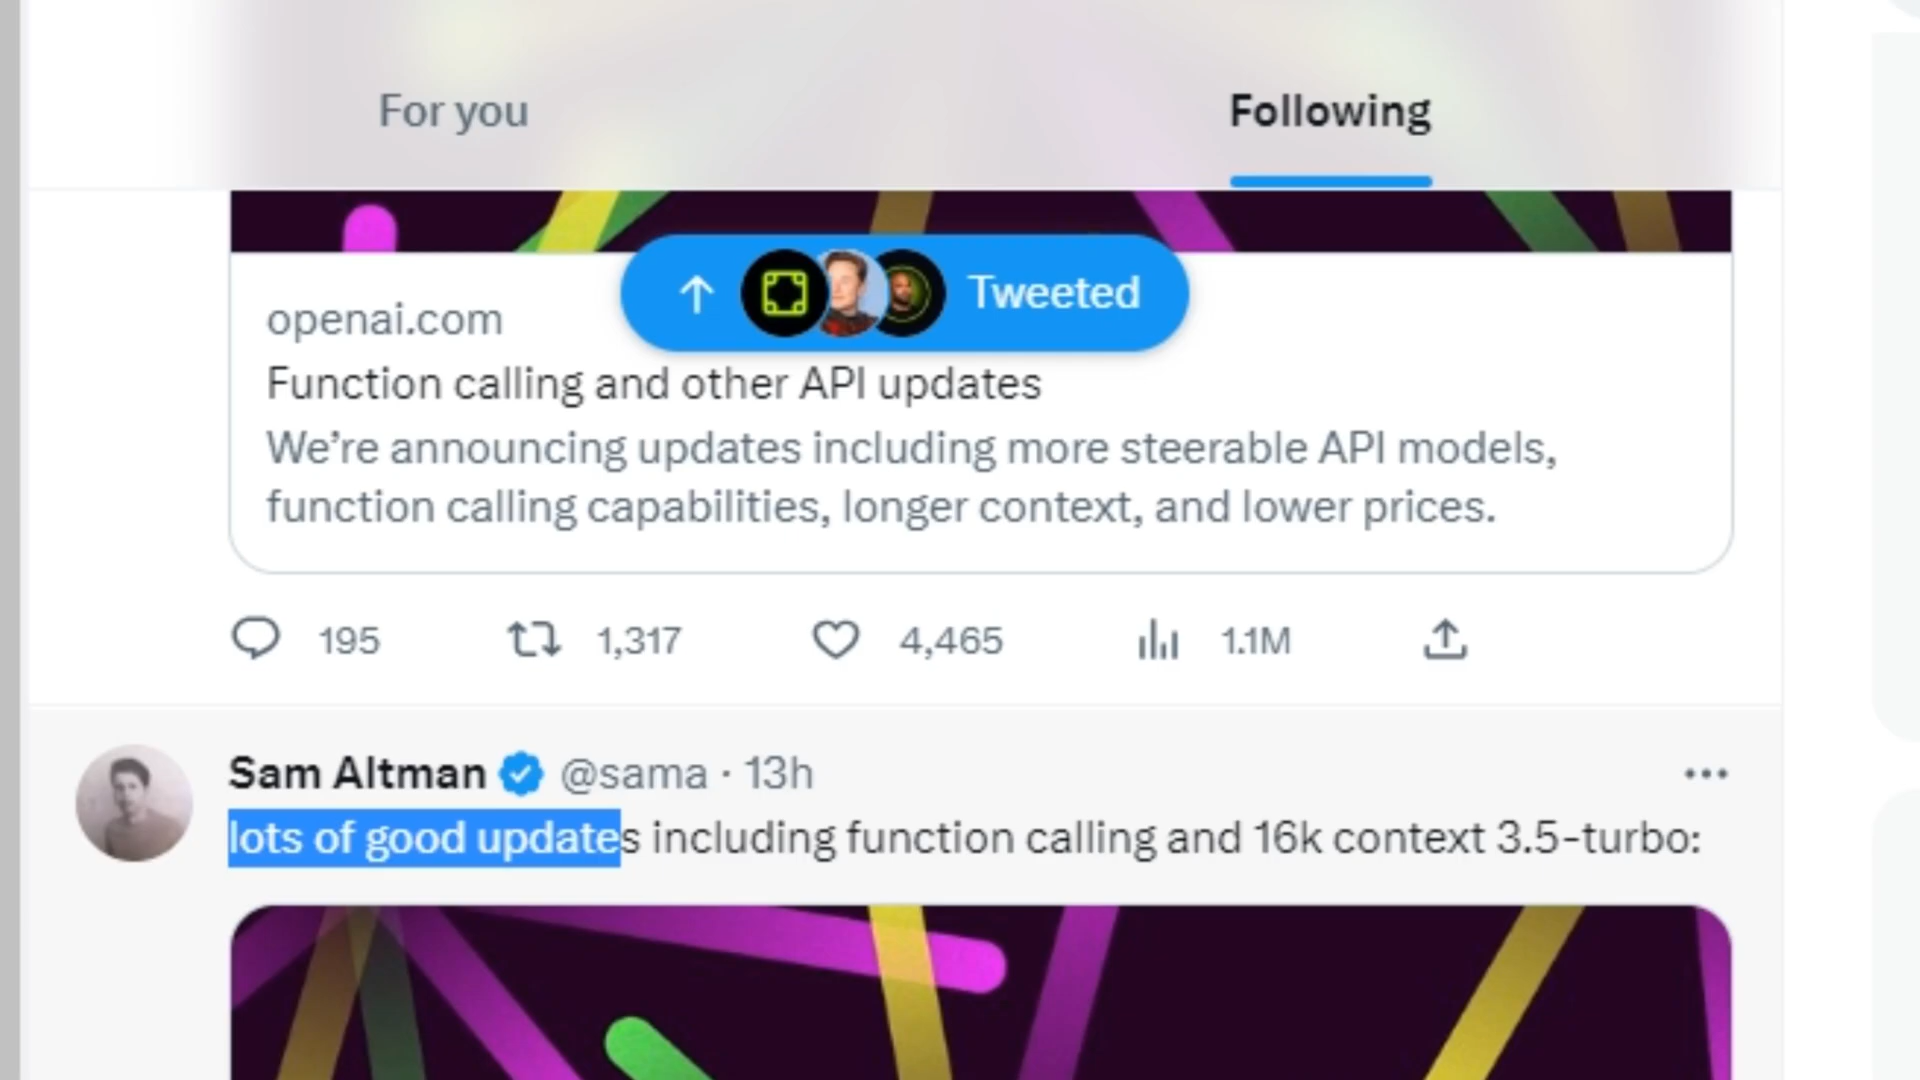 For you
Following
Tweeted
openai.com
Function calling and other API updates
We’re announcing updates including more steerable API models,
function calling capabilities, longer context, and lower prices.
195 1,317 4,465 1.1M
Sam Altman @sama · 13h
lots of good updates including function calling and 16k context 3.5-turbo: